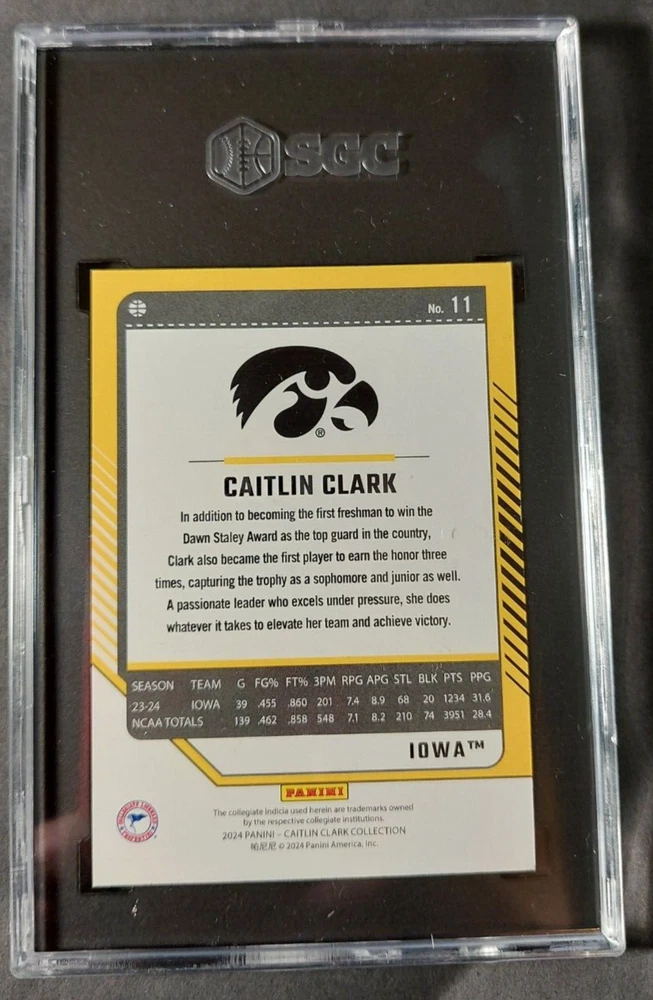 SGC
No. 11
®
CAITLIN CLARK
In addition to becoming the first freshman to win the
Dawn Staley Award as the top guard in the country,
Clark also became the first player to earn the honor three
times, capturing the trophy as a sophomore and junior as well.
A passionate leader who excels under pressure, she does
whatever it takes to elevate her team and achieve victory.
SEASON TEAM G FG% FT% 3PM RPG APG STL BLK PTS PPG
23-24 IOWA 39 .455 .860 201 7.4 8.9 68 20 1234 31.6
NCAA TOTALS 139 .462 .858 548 7.1 8.2 210 74 3951 28.4
IOWA™
PANINI
The collegiate indicia used herein are trademarks owned
by the respective collegiate institutions.
2024 PANINI – CAITLIN CLARK COLLECTION
帕尼尼 © 2024 Panini America, Inc.